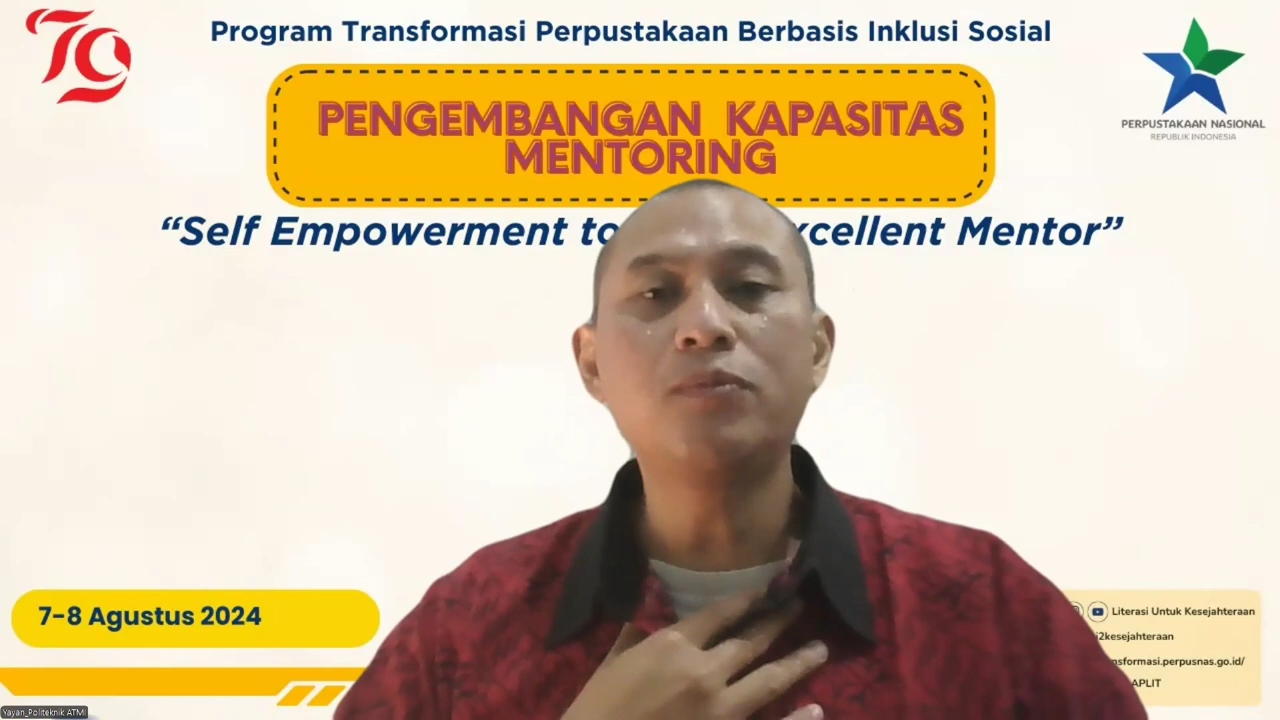 79
Program Transformasi Perpustakaan Berbasis Inklusi Sosial
PENGEMBANGAN KAPASITAS
MENTORING
PERPUSTAKAAN NASIONAL
REPUBLIK INDONESIA
“Self Empowerment to xcellent Mentor”
7-8 Agustus 2024
Literasi Untuk Kesejahteraan
i2kesejahteraan
nsformasi.perpusnas.go.id/
APLIT
Yayan_Politeknik ATMI